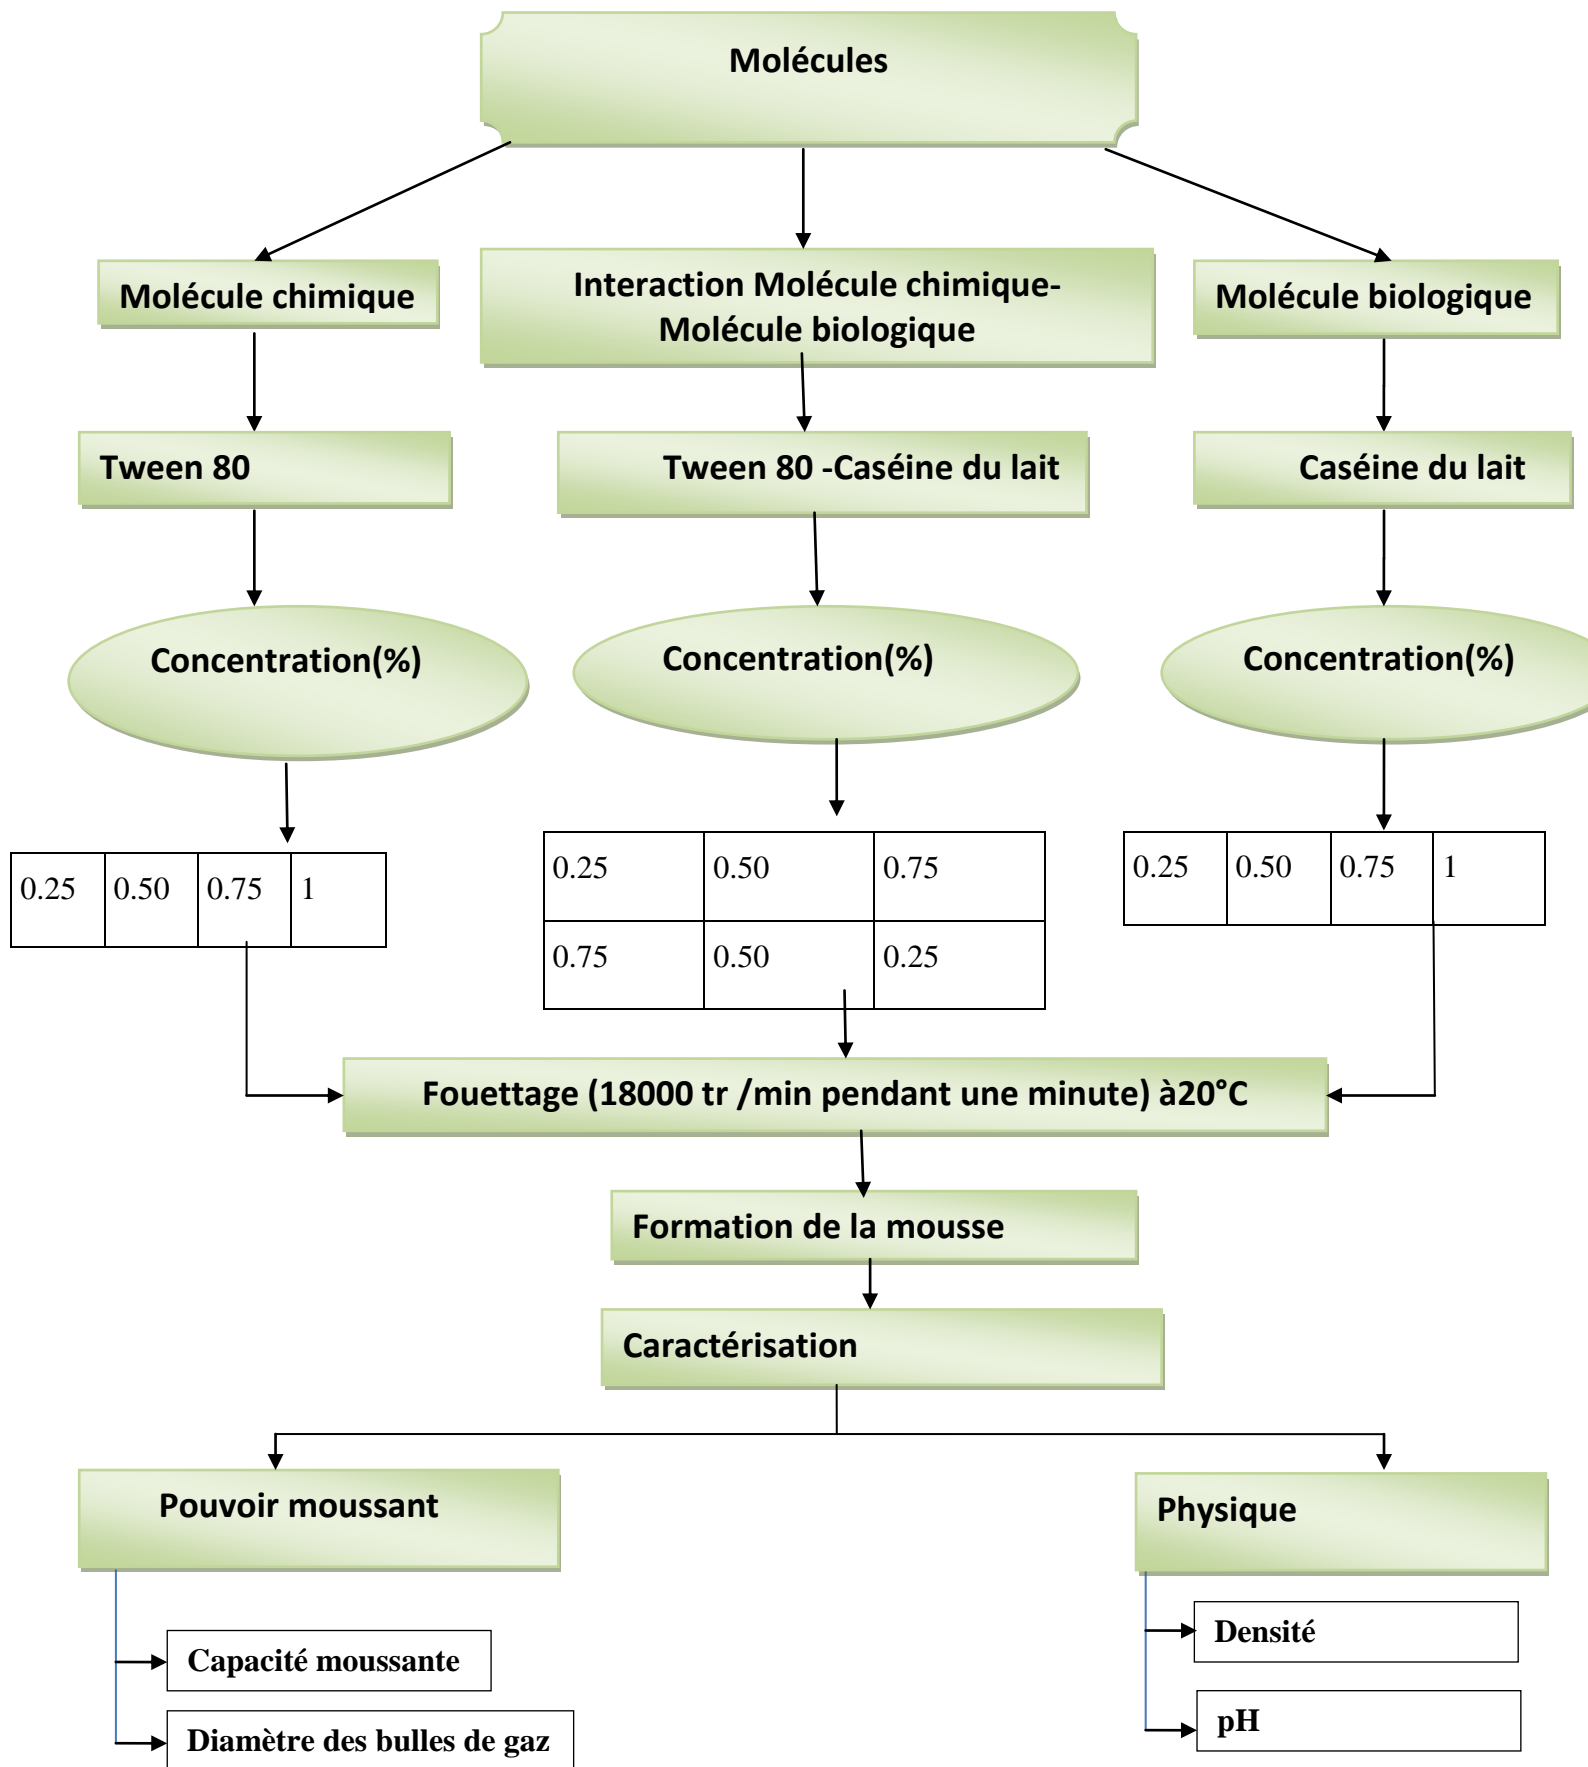 Molécules
Molécule chimique
Interaction Molécule chimique-
Molécule biologique
Molécule biologique
Tween 80
Tween 80 -Caséine du lait
Caséine du lait
Concentration(%)
Concentration(%)
Concentration(%)
0.25 0.50 0.75 1
0.25 0.50 0.75
0.75 0.50 0.25
0.25 0.50 0.75 1
Fouettage (18000 tr /min pendant une minute) à20°C
Formation de la mousse
Caractérisation
Pouvoir moussant
Physique
Capacité moussante
Diamètre des bulles de gaz
Densité
pH